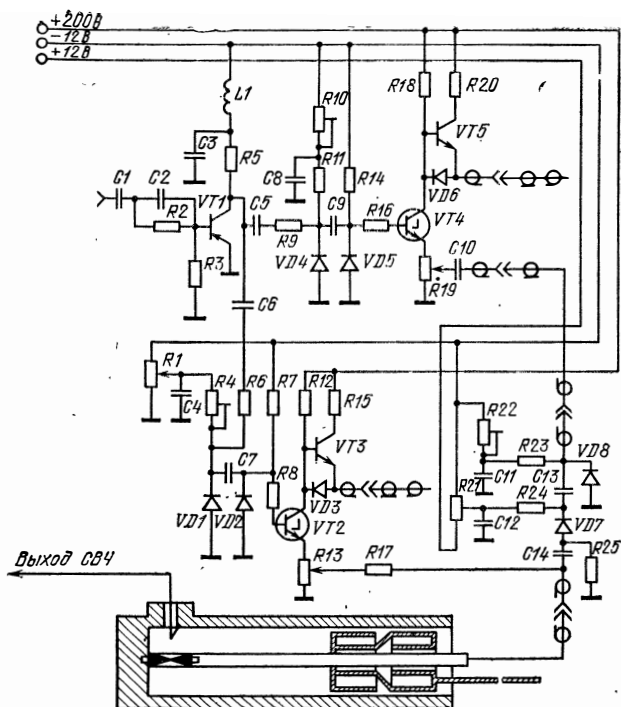 +200В
-12В
+12В
L1
R10
R18
R20
C3
R5
R11
VT5
C1
C2
VT1
C8
R14
VD6
R2
C5
C9
R16
VT4
R9
C10
R3
VD4
VD5
R19
C6
R1
R4
R6
R7
R12
R15
R22
C4
VT3
R23
VD8
C7
R8
C11
C13
R21
R24
VD1
VD2
VD3
VT2
C12
VD7
R25
R13
R17
C14
Выход СВЧ